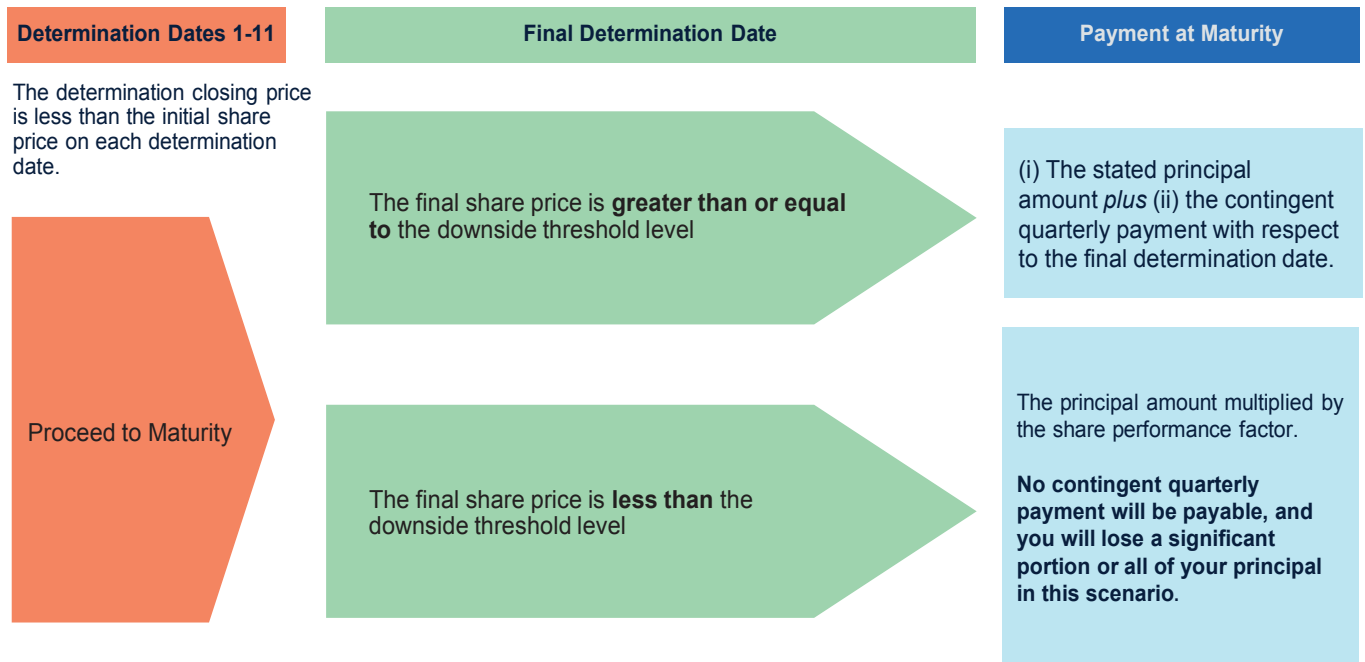 Determination Dates 1-11
Final Determination Date
Payment at Maturity
The determination closing price
is less than the initial share
price on each determination
date.
Proceed to Maturity
The final share price is greater than or equal
to the downside threshold level
(i) The stated principal
amount plus (ii) the contingent
quarterly payment with respect
to the final determination date.
The final share price is less than the
downside threshold level
The principal amount multiplied by
the share performance factor.
No contingent quarterly
payment will be payable, and
you will lose a significant
portion or all of your principal
in this scenario.